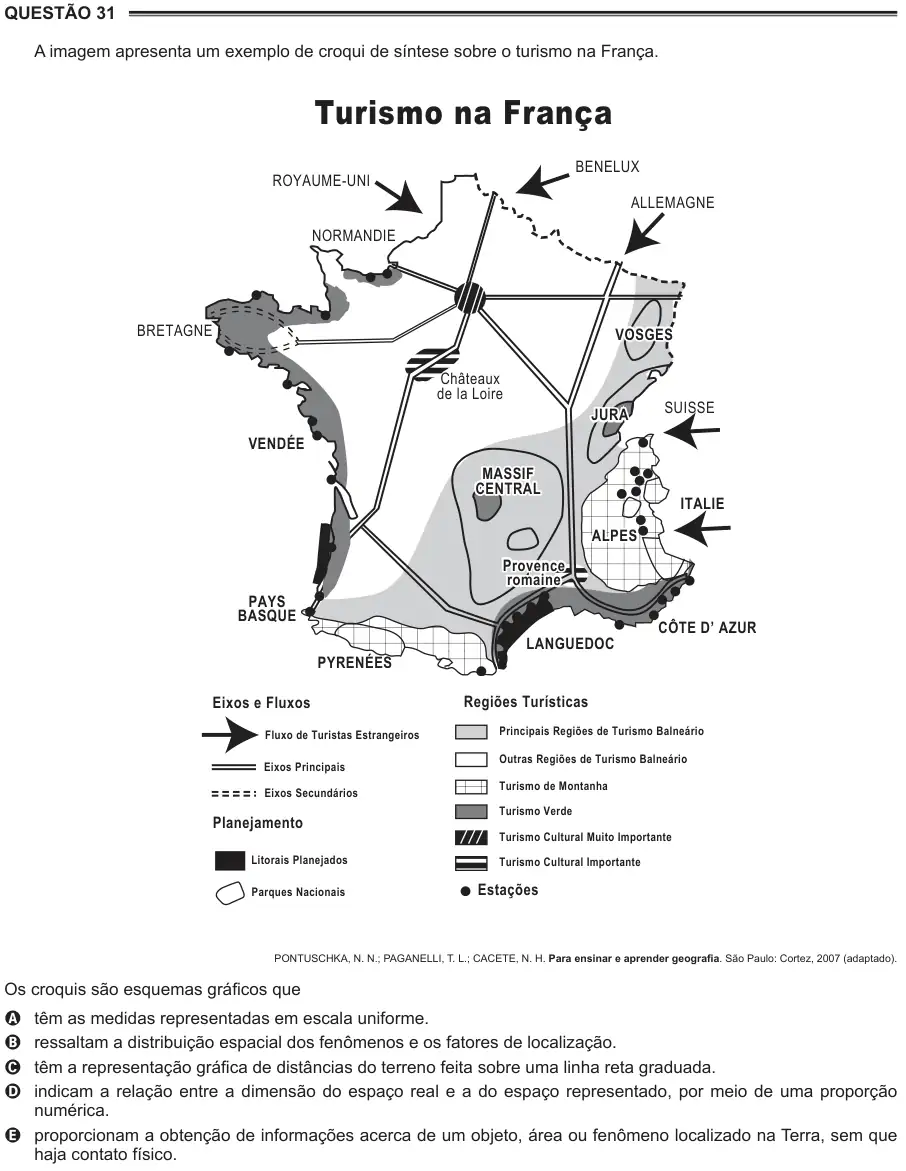 QUESTÃO 31
A imagem apresenta um exemplo de croqui de síntese sobre o turismo na França.
Turismo na França
BENELUX
ROYAUME-UNI
ALLEMAGNE
NORMANDIE
BRETAGNE
VOSGES
Châteaux
de la Loire
JURA
SUISSE
VENDÉE
MASSIF
CENTRAL
ITALIE
ALPES
Provence
romaine
PAYS
BASQUE
CÔTE D' AZUR
LANGUEDOC
PYRENÉES
Eixos e Fluxos
Fluxo de Turistas Estrangeiros
Eixos Principais
Eixos Secundários
Planejamento
Litorais Planejados
Parques Nacionais
Regiões Turísticas
Principais Regiões de Turismo Balneário
Outras Regiões de Turismo Balneário
Turismo de Montanha
Turismo Verde
Turismo Cultural Muito Importante
Turismo Cultural Importante
Estações
PONTUSCHKA, N. N.; PAGANELLI, T. L.; CACETE, N. H. Para ensinar e aprender geografia. São Paulo: Cortez, 2007 (adaptado).
Os croquis são esquemas gráficos que
A têm as medidas representadas em escala uniforme.
B ressaltam a distribuição espacial dos fenômenos e os fatores de localização.
C têm a representação gráfica de distâncias do terreno feita sobre uma linha reta graduada.
D indicam a relação entre a dimensão do espaço real e a do espaço representado, por meio de uma proporção
numérica.
E proporcionam a obtenção de informações acerca de um objeto, área ou fenômeno localizado na Terra, sem que
haja contato físico.